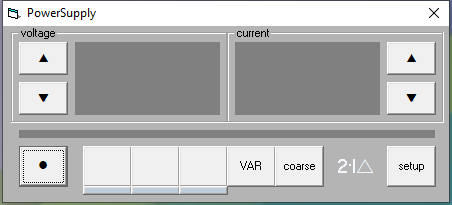 PowerSupply
voltage
current
▲
▲
▼
▼
●
VAR
coarse
2·I△
setup